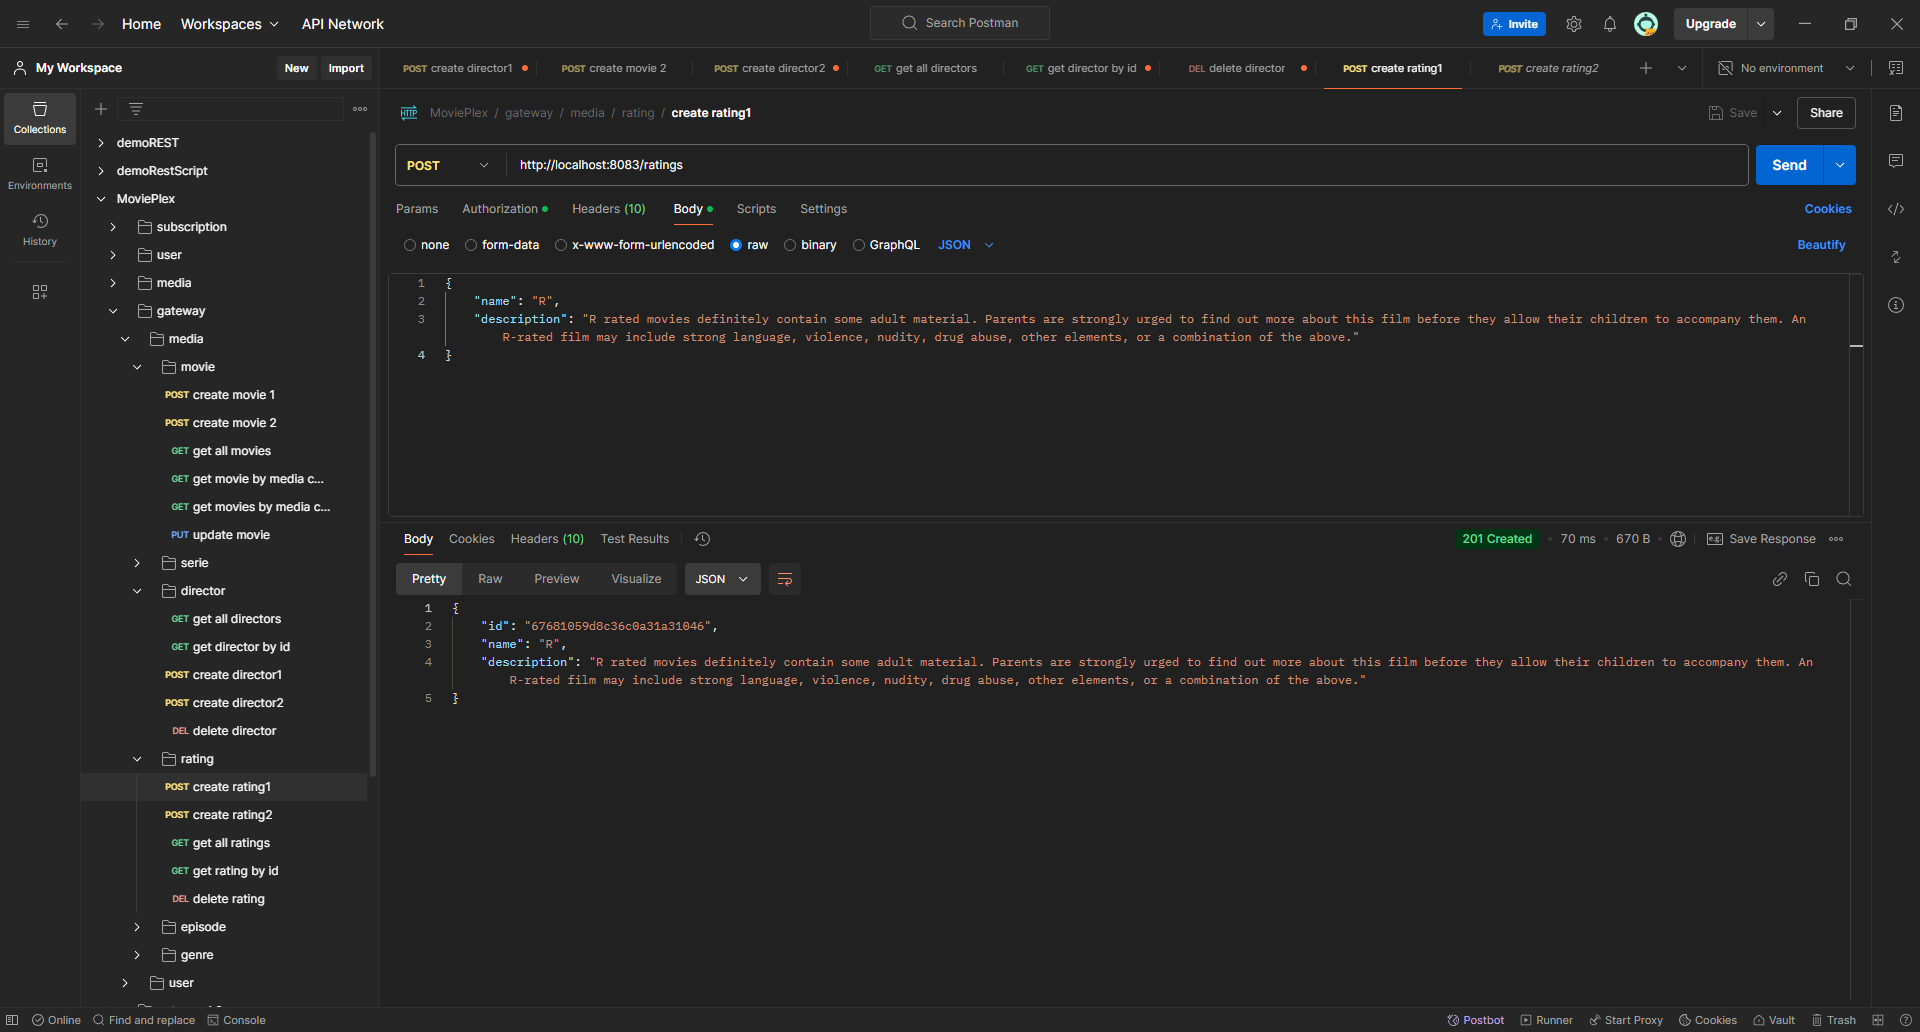 Home Workspaces API Network Search Postman Invite Upgrade
My Workspace New Import
POST create director1 POST create movie 2 POST create director2 GET get all directors GET get director by id DEL delete director POST create rating1 POST create rating2 No environment
Collections
Environments
History
demoREST
demoRestScript
MoviePlex
subscription
user
media
gateway
media
movie
POST create movie 1
POST create movie 2
GET get all movies
GET get movie by media c...
GET get movies by media c...
PUT update movie
serie
director
GET get all directors
GET get director by id
POST create director1
POST create director2
DEL delete director
rating
POST create rating1
POST create rating2
GET get all ratings
GET get rating by id
DEL delete rating
episode
genre
user
HTTP MoviePlex / gateway / media / rating / create rating1 Save Share
POST http://localhost:8083/ratings Send
Params Authorization Headers (10) Body Scripts Settings Cookies
none form-data x-www-form-urlencoded raw binary GraphQL JSON Beautify
1 {
2 "name": "R",
3 "description": "R rated movies definitely contain some adult material. Parents are strongly urged to find out more about this film before they allow their children to accompany them. An
R-rated film may include strong language, violence, nudity, drug abuse, other elements, or a combination of the above."
4 }
Body Cookies Headers (10) Test Results 201 Created 70 ms 670 B Save Response
Pretty Raw Preview Visualize JSON
1 {
2 "id": "67681059d8c36c0a31a31046",
3 "name": "R",
4 "description": "R rated movies definitely contain some adult material. Parents are strongly urged to find out more about this film before they allow their children to accompany them. An
R-rated film may include strong language, violence, nudity, drug abuse, other elements, or a combination of the above."
5 }
Online Find and replace Console Postbot Runner Start Proxy Cookies Vault Trash